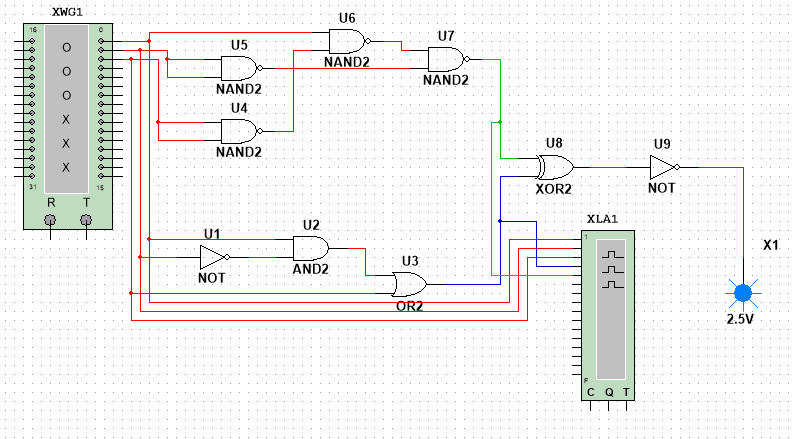 XWG1
16 0
O
O
O
X
X
X
31 15
R T
U6
NAND2
U7
NAND2
U5
NAND2
U4
NAND2
U8
XOR2
U9
NOT
U1
NOT
U2
AND2
U3
OR2
XLA1
1
F
C Q T
X1
2.5V